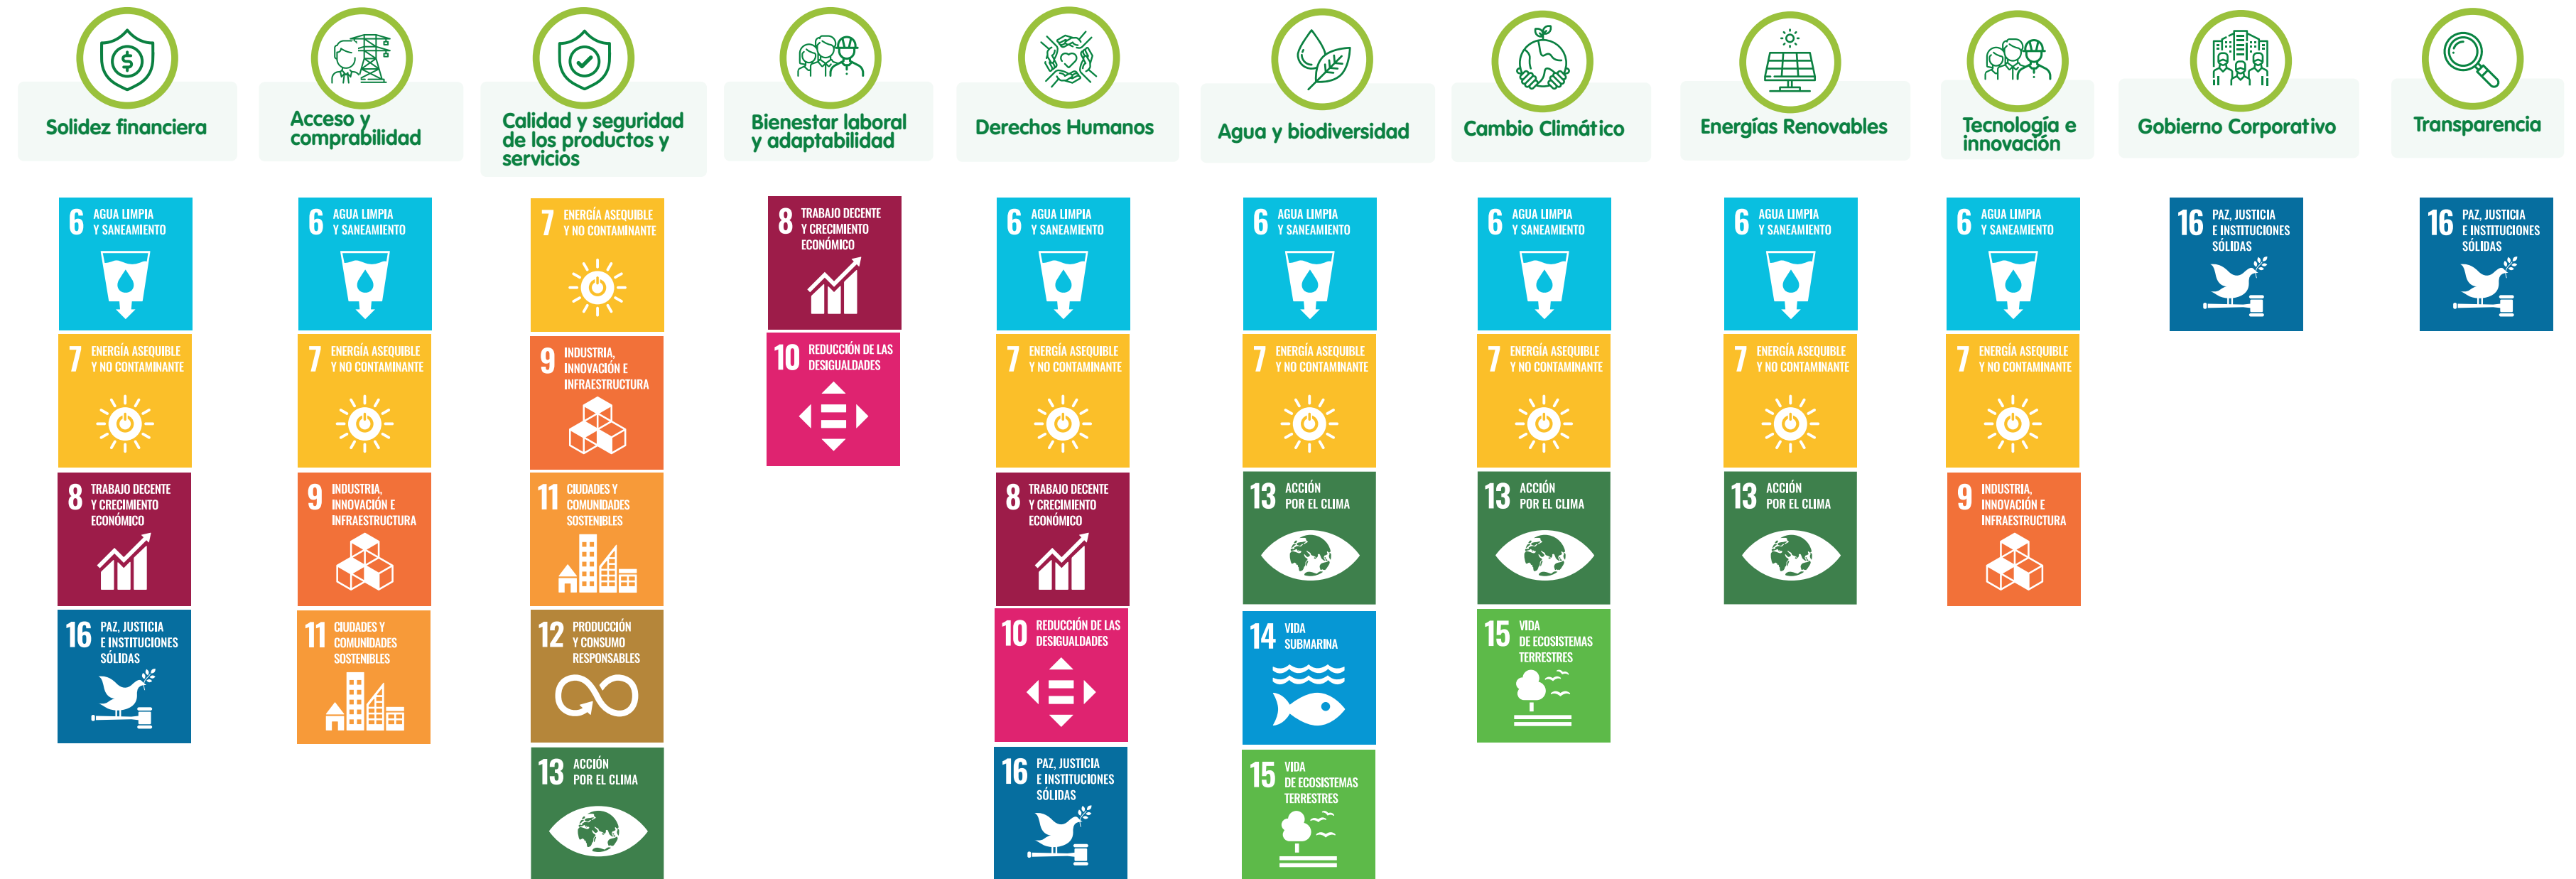 Solidez financiera
Acceso y
comprabilidad
Calidad y seguridad
de los productos y
servicios
Bienestar laboral
y adaptabilidad
Derechos Humanos
Agua y biodiversidad
Cambio Climático
Energías Renovables
Tecnología e
innovación
Gobierno Corporativo
Transparencia
6 AGUA LIMPIA
Y SANEAMIENTO
7 ENERGÍA ASEQUIBLE
Y NO CONTAMINANTE
8 TRABAJO DECENTE
Y CRECIMIENTO
ECONÓMICO
16 PAZ, JUSTICIA
E INSTITUCIONES
SÓLIDAS
6 AGUA LIMPIA
Y SANEAMIENTO
7 ENERGÍA ASEQUIBLE
Y NO CONTAMINANTE
9 INDUSTRIA,
INNOVACIÓN E
INFRAESTRUCTURA
11 CIUDADES Y
COMUNIDADES
SOSTENIBLES
7 ENERGÍA ASEQUIBLE
Y NO CONTAMINANTE
9 INDUSTRIA,
INNOVACIÓN E
INFRAESTRUCTURA
11 CIUDADES Y
COMUNIDADES
SOSTENIBLES
12 PRODUCCIÓN
Y CONSUMO
RESPONSABLES
13 ACCIÓN
POR EL CLIMA
8 TRABAJO DECENTE
Y CRECIMIENTO
ECONÓMICO
10 REDUCCIÓN DE LAS
DESIGUALDADES
6 AGUA LIMPIA
Y SANEAMIENTO
7 ENERGÍA ASEQUIBLE
Y NO CONTAMINANTE
8 TRABAJO DECENTE
Y CRECIMIENTO
ECONÓMICO
10 REDUCCIÓN DE LAS
DESIGUALDADES
16 PAZ, JUSTICIA
E INSTITUCIONES
SÓLIDAS
6 AGUA LIMPIA
Y SANEAMIENTO
7 ENERGÍA ASEQUIBLE
Y NO CONTAMINANTE
13 ACCIÓN
POR EL CLIMA
14 VIDA
SUBMARINA
15 VIDA
DE ECOSISTEMAS
TERRESTRES
6 AGUA LIMPIA
Y SANEAMIENTO
7 ENERGÍA ASEQUIBLE
Y NO CONTAMINANTE
13 ACCIÓN
POR EL CLIMA
15 VIDA
DE ECOSISTEMAS
TERRESTRES
6 AGUA LIMPIA
Y SANEAMIENTO
7 ENERGÍA ASEQUIBLE
Y NO CONTAMINANTE
13 ACCIÓN
POR EL CLIMA
6 AGUA LIMPIA
Y SANEAMIENTO
7 ENERGÍA ASEQUIBLE
Y NO CONTAMINANTE
9 INDUSTRIA,
INNOVACIÓN E
INFRAESTRUCTURA
16 PAZ, JUSTICIA
E INSTITUCIONES
SÓLIDAS
16 PAZ, JUSTICIA
E INSTITUCIONES
SÓLIDAS